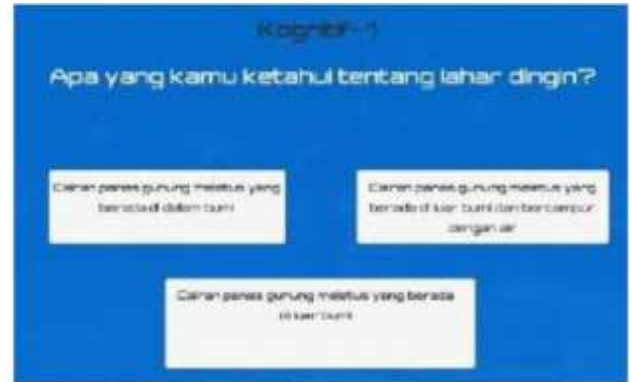 Kognitif-1
Apa yang kamu ketahui tentang lahar dingin?
Cairan panas gunung meletus yang
berada di dalam bumi
Cairan panas gunung meletus yang
berada di luar bumi dan bercampur
dengan air
Cairan panas gunung meletus yang berada
di luar bumi